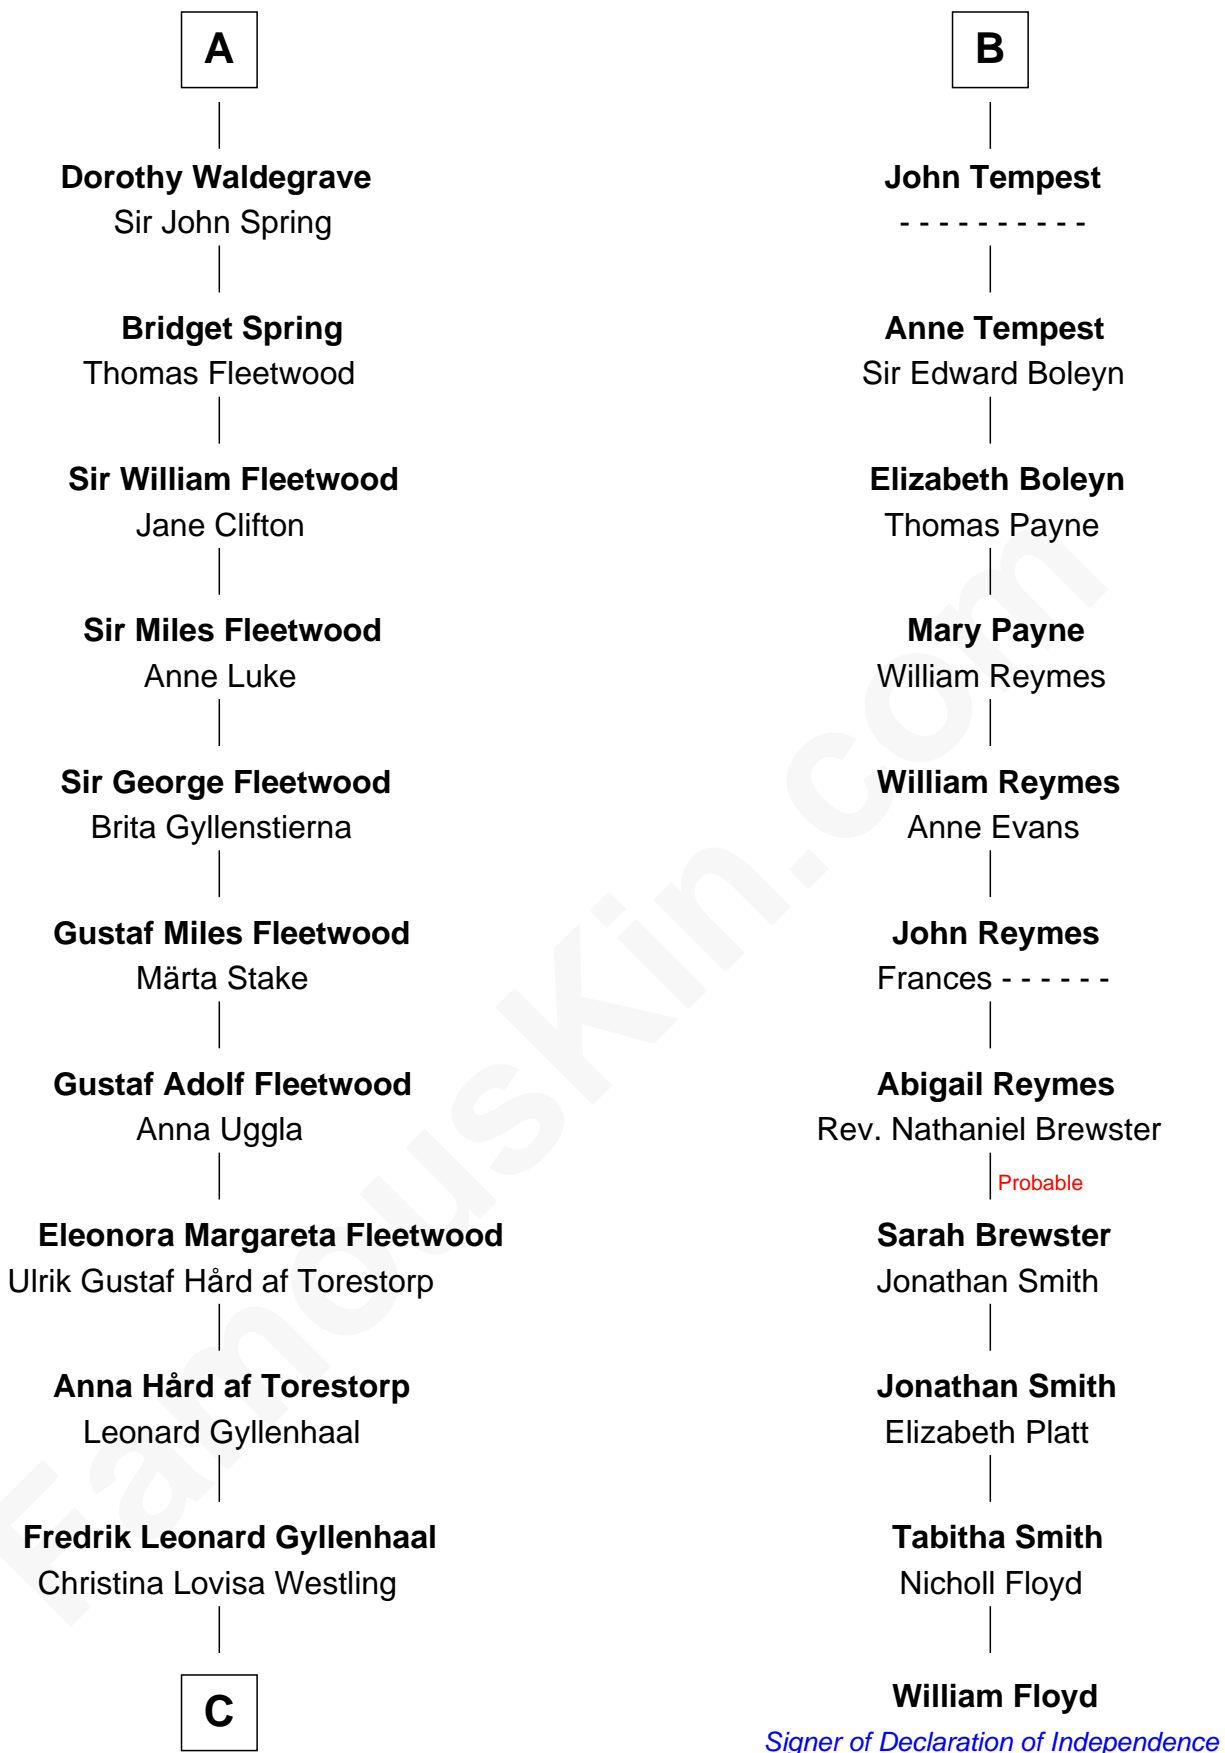 A
Dorothy Waldegrave
Sir John Spring
Bridget Spring
Thomas Fleetwood
Sir William Fleetwood
Jane Clifton
Sir Miles Fleetwood
Anne Luke
Sir George Fleetwood
Brita Gyllenstierna
Gustaf Miles Fleetwood
Märta Stake
Gustaf Adolf Fleetwood
Anna Uggla
Eleonora Margareta Fleetwood
Ulrik Gustaf Hård af Torestorp
Anna Hård af Torestorp
Leonard Gyllenhaal
Fredrik Leonard Gyllenhaal
Christina Lovisa Westling
C
B
John Tempest
- - - - - - - - - -
Anne Tempest
Sir Edward Boleyn
Elizabeth Boleyn
Thomas Payne
Mary Payne
William Reymes
William Reymes
Anne Evans
John Reymes
Frances - - - - - -
Abigail Reymes
Rev. Nathaniel Brewster
Probable
Sarah Brewster
Jonathan Smith
Jonathan Smith
Elizabeth Platt
Tabitha Smith
Nicholl Floyd
William Floyd
Signer of Declaration of Independence
FamousKin.com